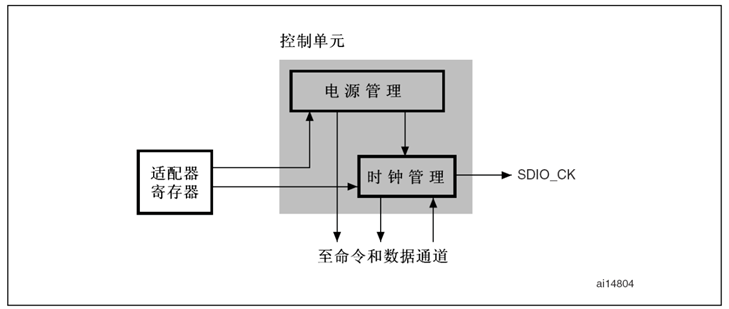 控制单元
电源管理
适配器
寄存器
时钟管理
SDIO_CK
至命令和数据通道
ai14804